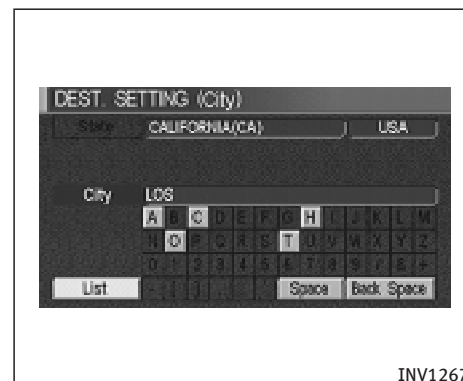 DEST. SETTING (City)
State CALIFORNIA(CA) USA
City LOS
A B C D E F G H I J K L M
N O P Q R S T U V W X Y Z
0 1 2 3 4 5 6 7 8 9 / & +
List - ( ) . Space Back Space
INV1267